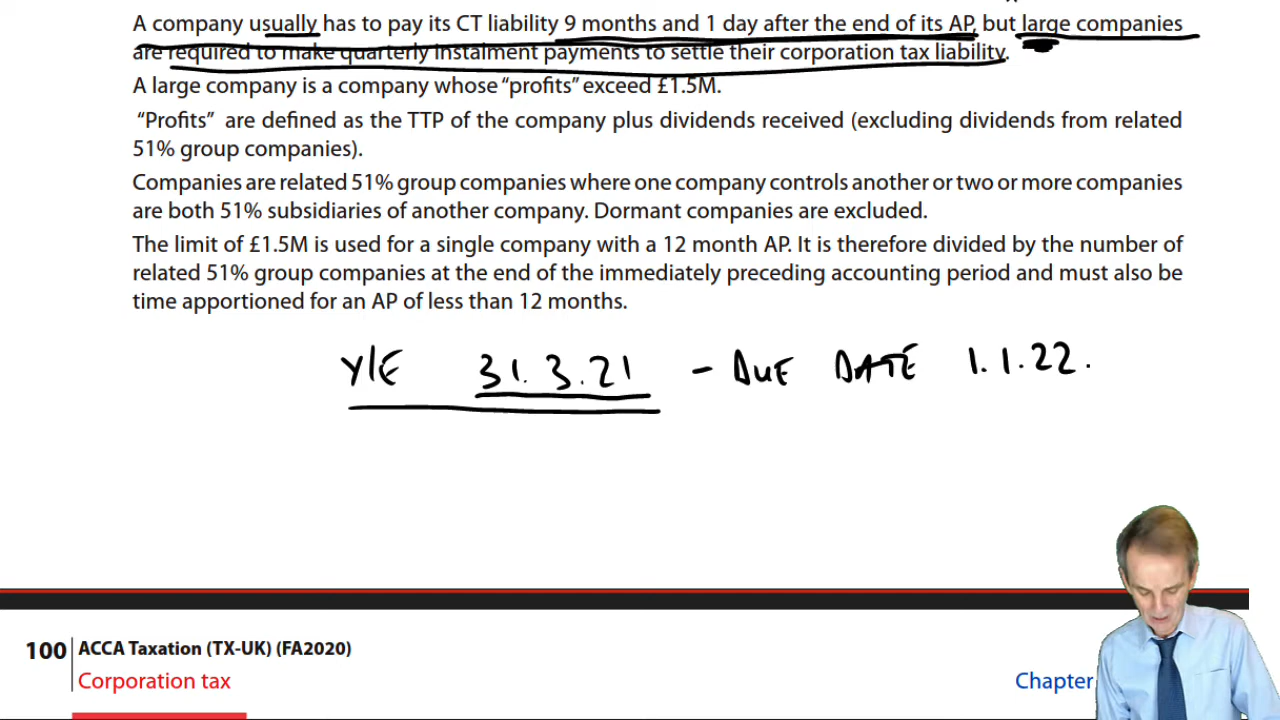 A company usually has to pay its CT liability 9 months and 1 day after the end of its AP, but large companies
are required to make quarterly instalment payments to settle their corporation tax liability.
A large company is a company whose “profits” exceed £1.5M.
“Profits” are defined as the TTP of the company plus dividends received (excluding dividends from related
51% group companies).
Companies are related 51% group companies where one company controls another or two or more companies
are both 51% subsidiaries of another company. Dormant companies are excluded.
The limit of £1.5M is used for a single company with a 12 month AP. It is therefore divided by the number of
related 51% group companies at the end of the immediately preceding accounting period and must also be
time apportioned for an AP of less than 12 months.
Y/E 31.3.21 - DUE DATE 1.1.22.
100 ACCA Taxation (TX-UK) (FA2020)
Corporation tax Chapter